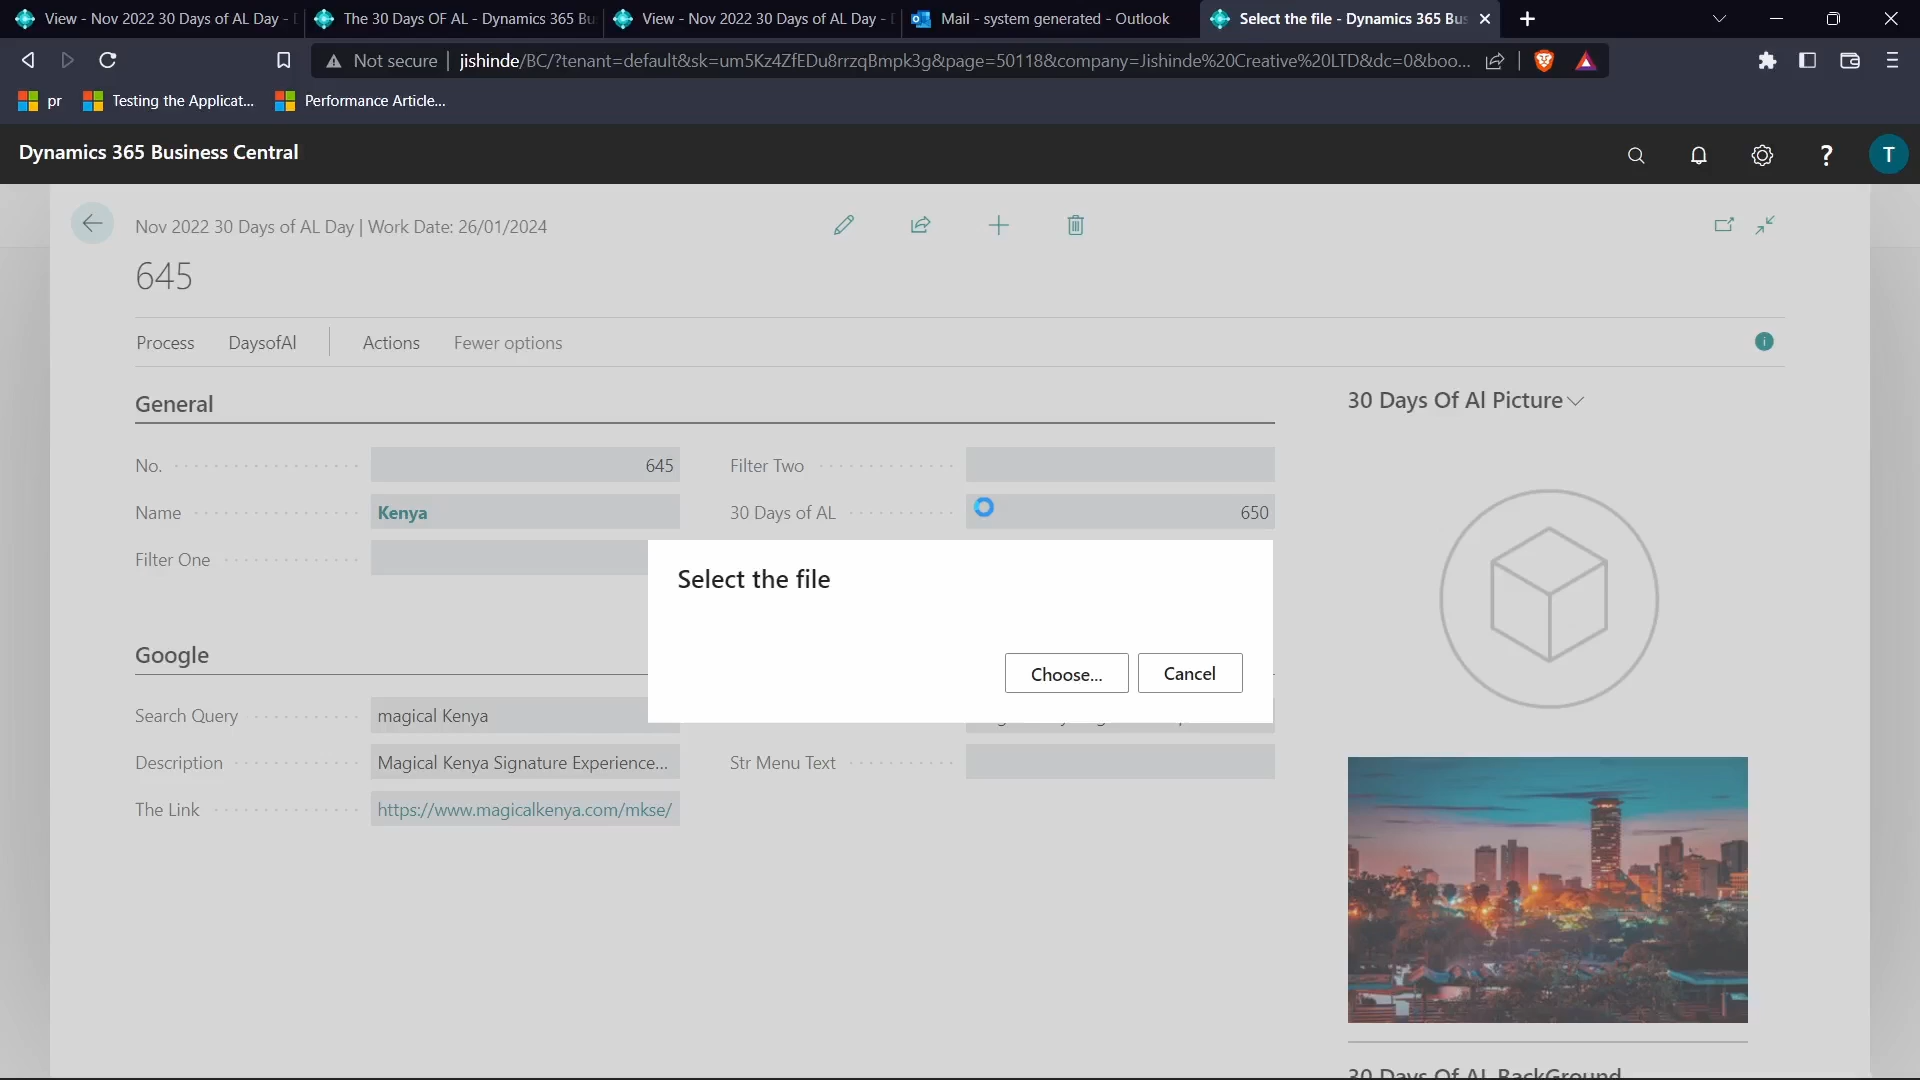 View - Nov 2022 30 Days of AL Day -
The 30 Days OF AL - Dynamics 365 Bu
View - Nov 2022 30 Days of AL Day -
Mail - system generated - Outlook
Select the file - Dynamics 365 Bus
Not secure
jishinde/BC/?tenant=default&sk=um5Kz4ZfEDu8rrzqBmpk3g&page=50118&company=Jishinde%20Creative%20LTD&dc=0&boo...
pr
Testing the Applicat...
Performance Article...
Dynamics 365 Business Central
?
T
Nov 2022 30 Days of AL Day | Work Date: 26/01/2024
645
Process
DaysofAl
Actions
Fewer options
General
30 Days Of Al Picture
No.
645
Filter Two
Name
Kenya
30 Days of AL
650
Filter One
Select the file
Choose...
Cancel
Google
Search Query
magical Kenya
Description
Magical Kenya Signature Experience...
Str Menu Text
The Link
https://www.magicalkenya.com/mkse/
30 Days Of AL BackGround